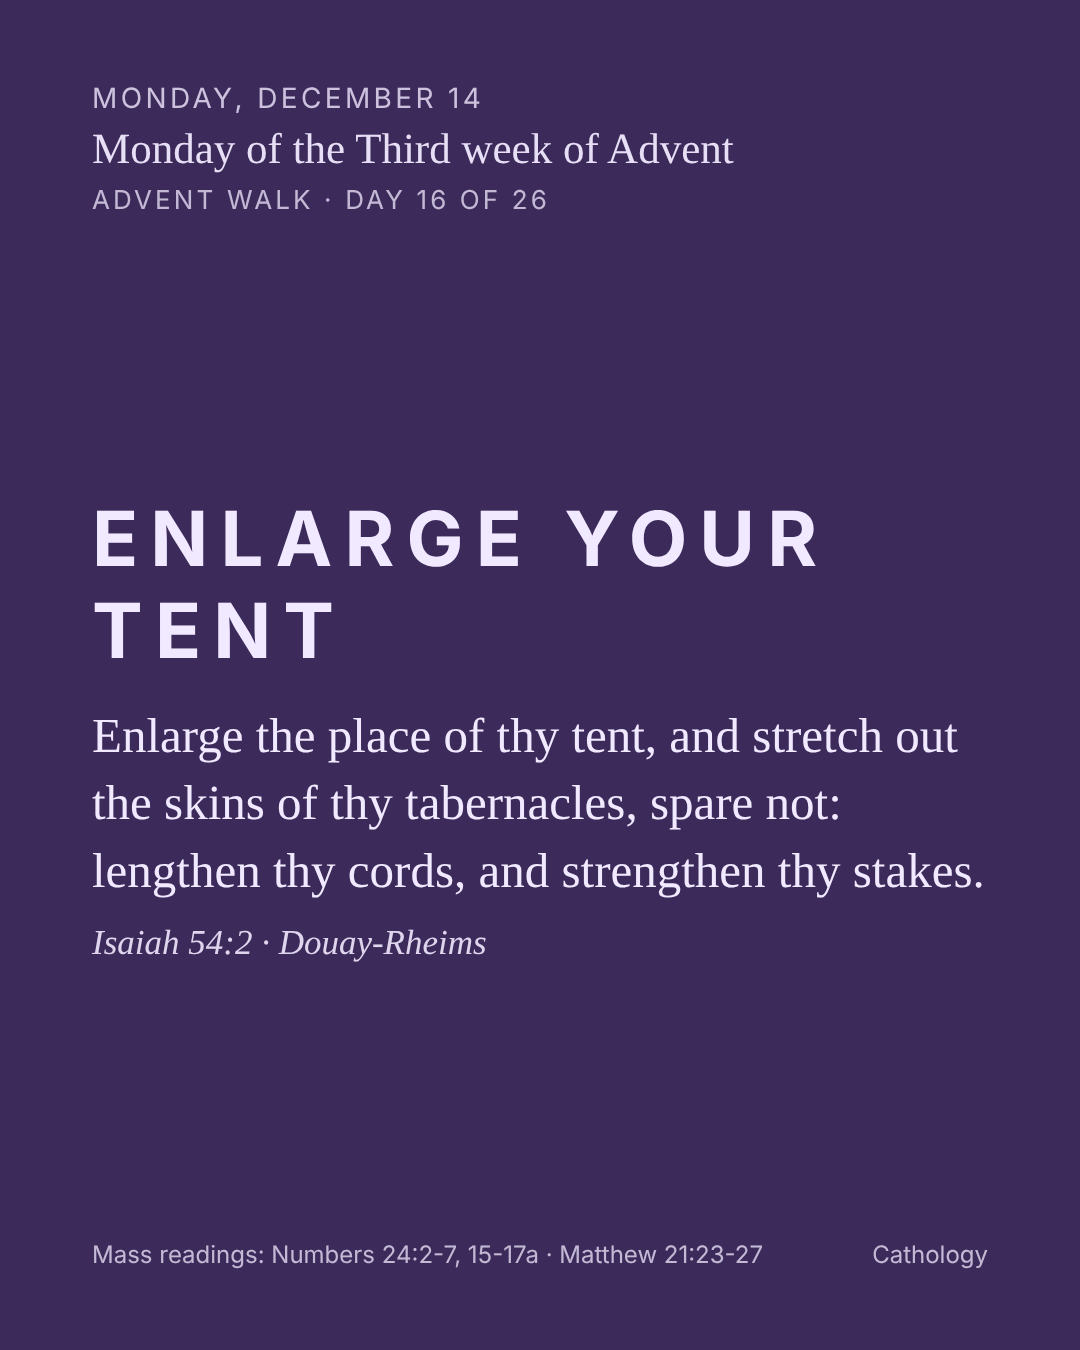 MONDAY, DECEMBER 14
Monday of the Third week of Advent
ADVENT WALK · DAY 16 OF 26
ENLARGE YOUR
TENT
Enlarge the place of thy tent, and stretch out
the skins of thy tabernacles, spare not:
lengthen thy cords, and strengthen thy stakes.
Isaiah 54:2 · Douay-Rheims
Mass readings: Numbers 24:2-7, 15-17a · Matthew 21:23-27
Cathology